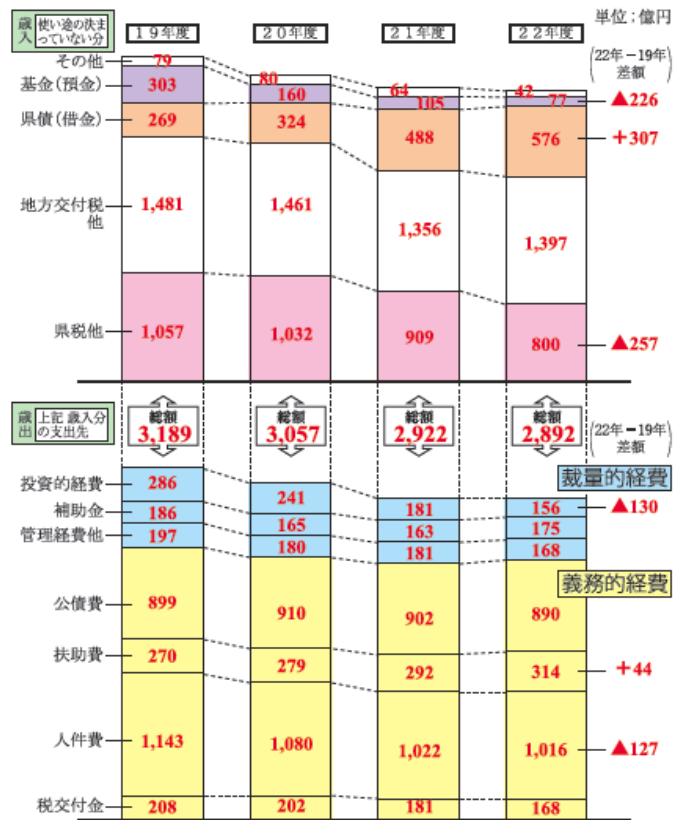 単位；億円
歳入 使い途の決まっていない分
19年度 20年度 21年度 22年度
(22年－19年)
差額
その他 79 80 64 42
基金(預金) 303 160 105 77 ▲226
県債(借金) 269 324 488 576 +307
地方交付税他 1,481 1,461 1,356 1,397
県税他 1,057 1,032 909 800 ▲257
歳出 上記 歳入分の支出先
総額 総額 総額 総額
3,189 3,057 2,922 2,892
(22年－19年)
差額
裁量的経費
投資的経費 286 241 181 156 ▲130
補助金 186 165 163 175
管理経費他 197 180 181 168
義務的経費
公債費 899 910 902 890
扶助費 270 279 292 314 +44
人件費 1,143 1,080 1,022 1,016 ▲127
税交付金 208 202 181 168